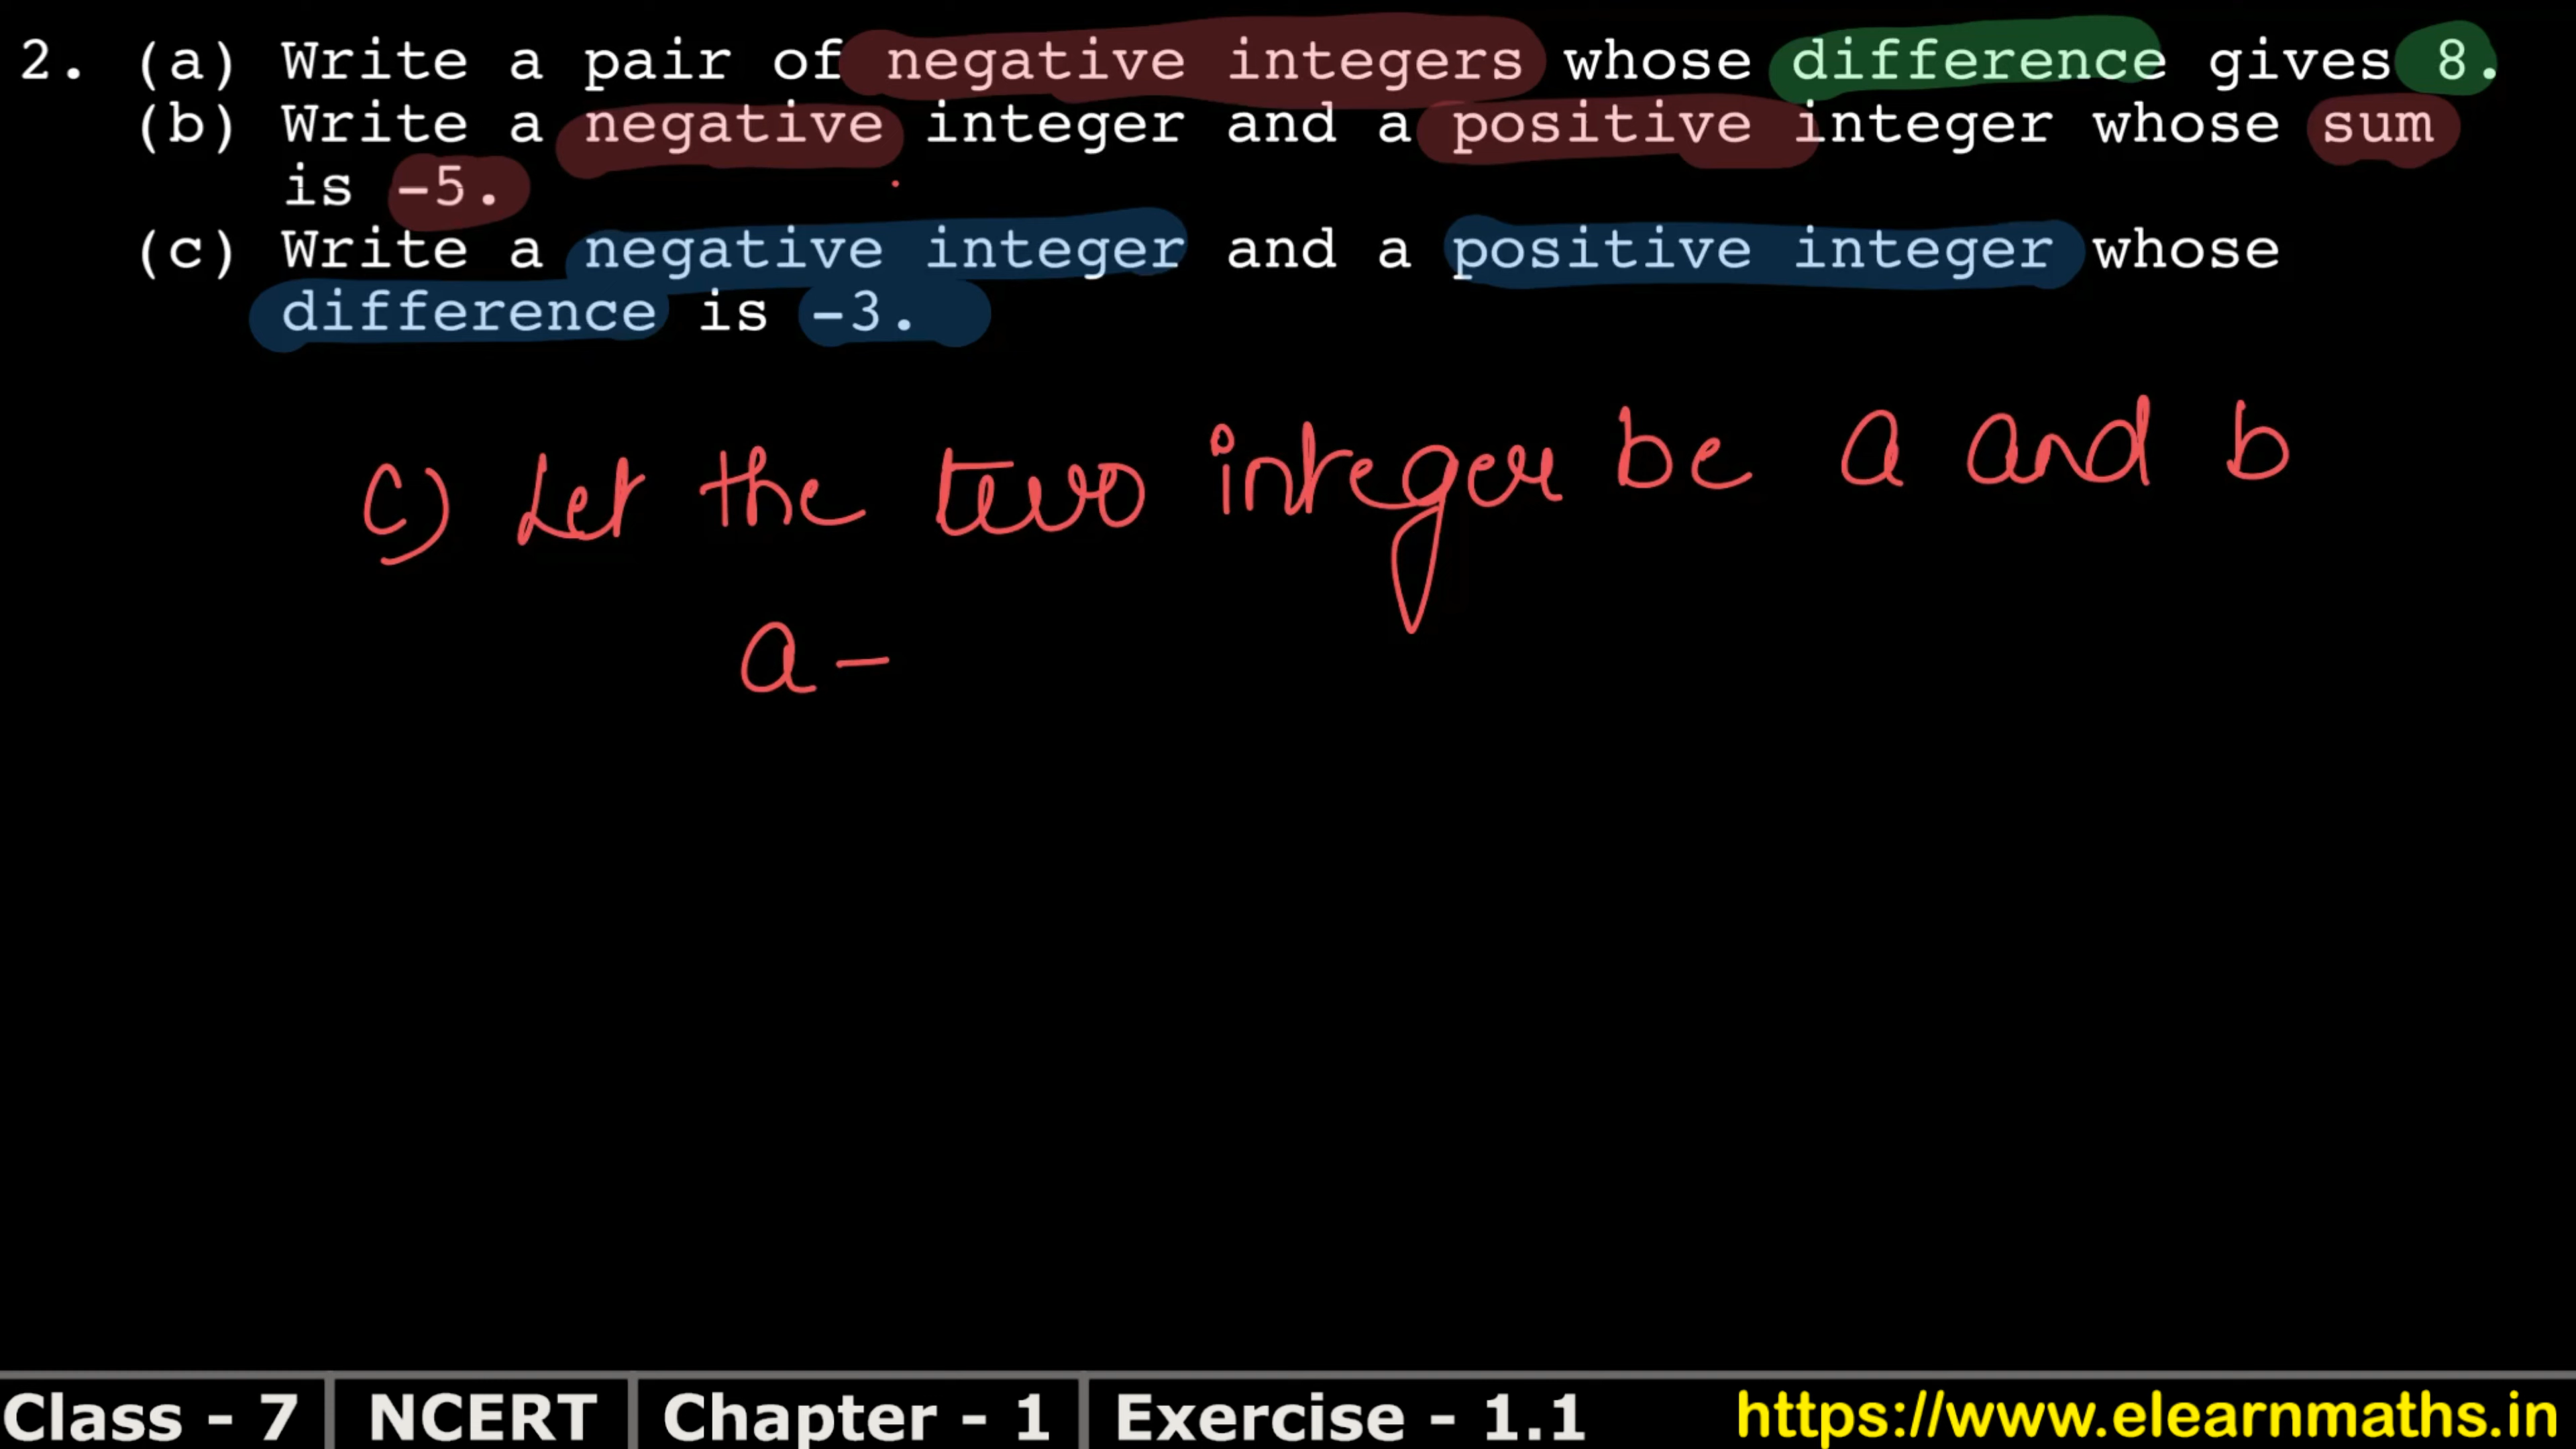 2. (a) Write a pair of negative integers whose difference gives 8.
(b) Write a negative integer and a positive integer whose sum
is -5.
(c) Write a negative integer and a positive integer whose
difference is -3.
c) Let the two integer be a and b
a -
Class - 7 NCERT Chapter - 1 Exercise - 1.1 https://www.elearnmaths.in